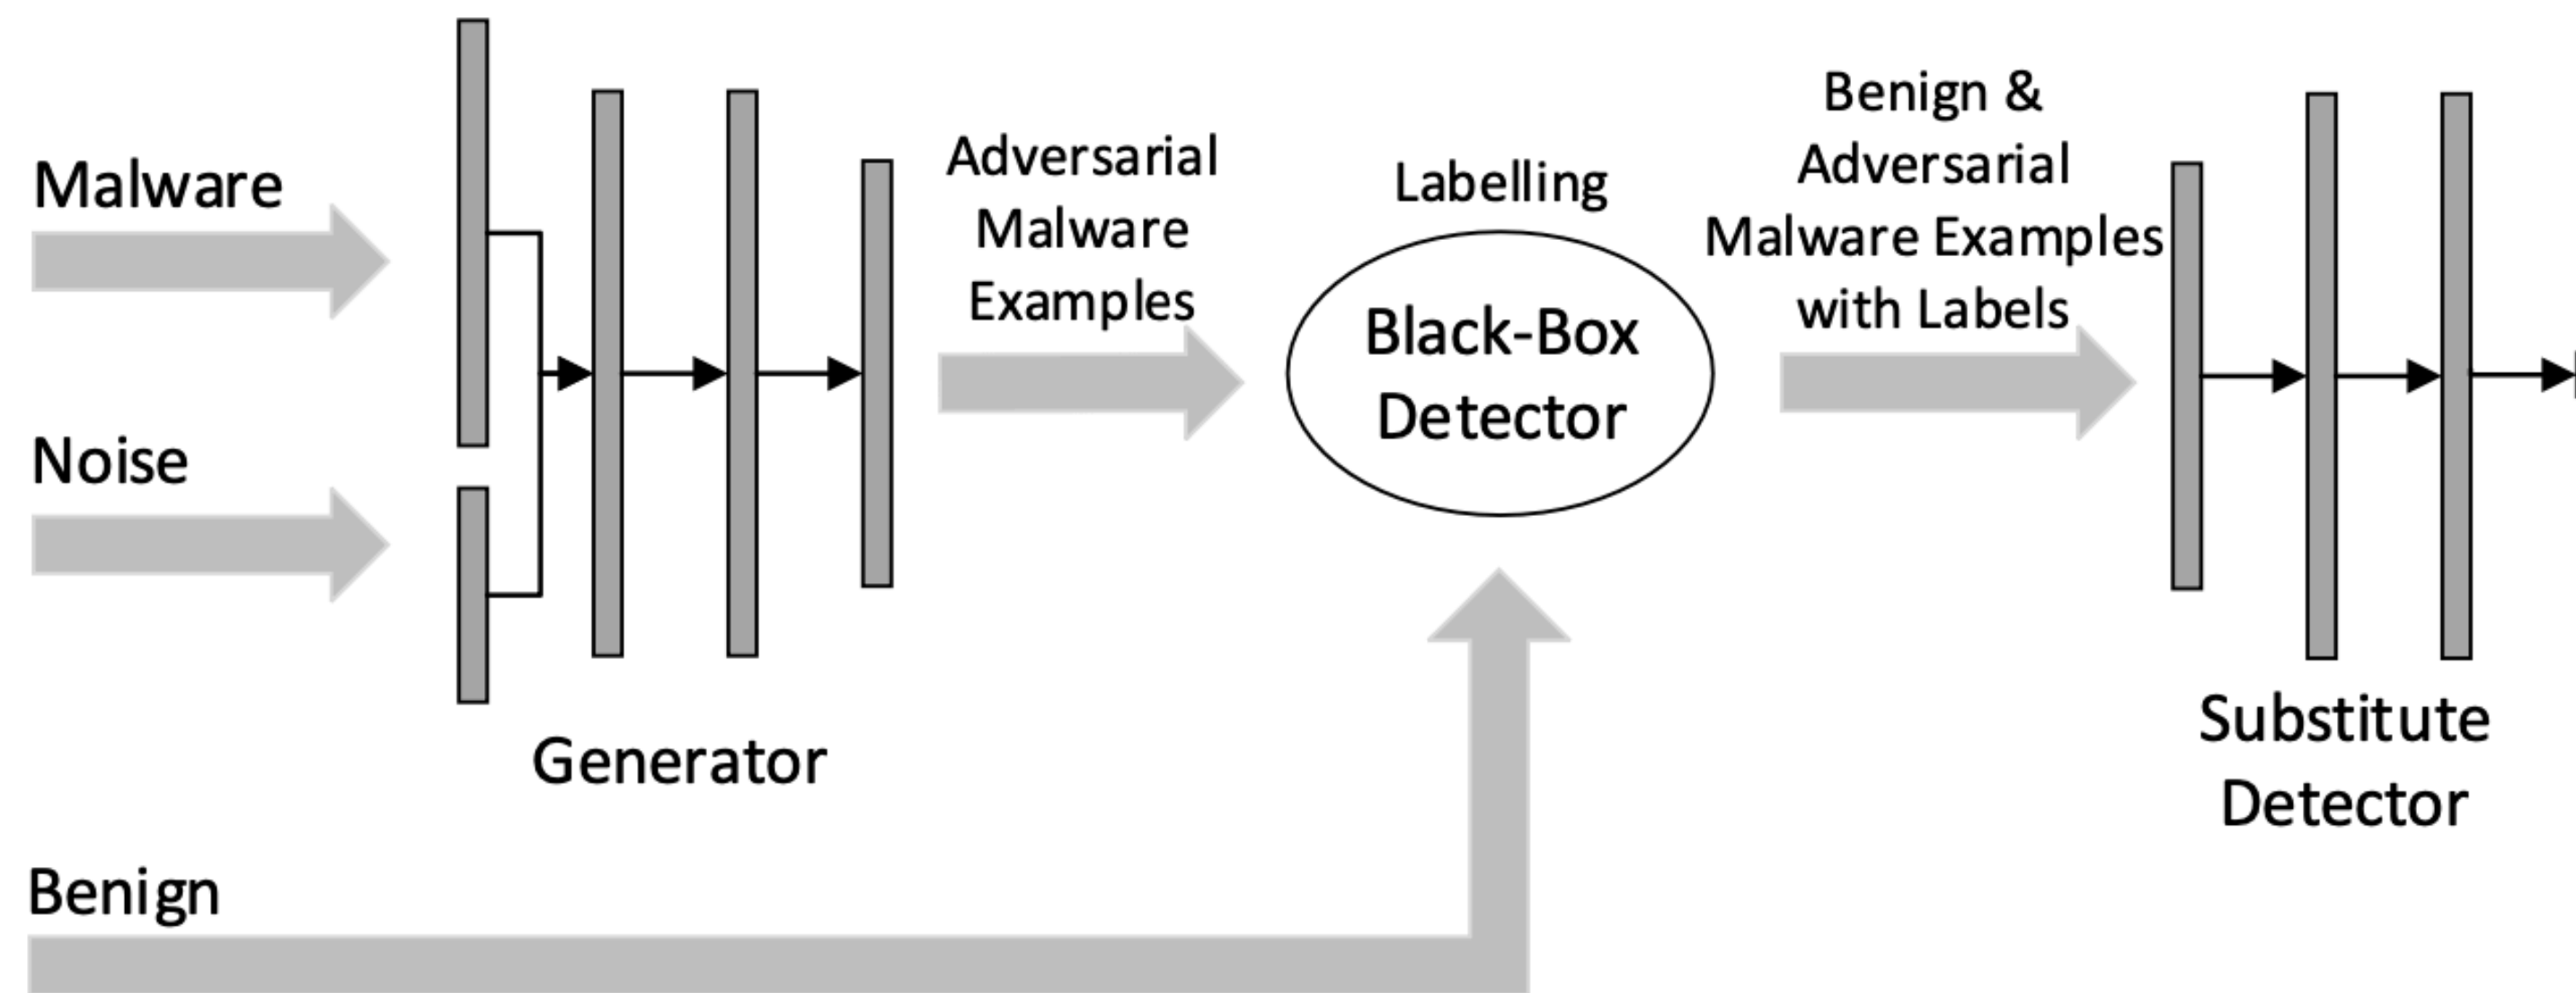 Malware
Noise
Generator
Benign
Adversarial
Malware
Examples
Labelling
Black-Box
Detector
Benign &
Adversarial
Malware Examples
with Labels
Substitute
Detector